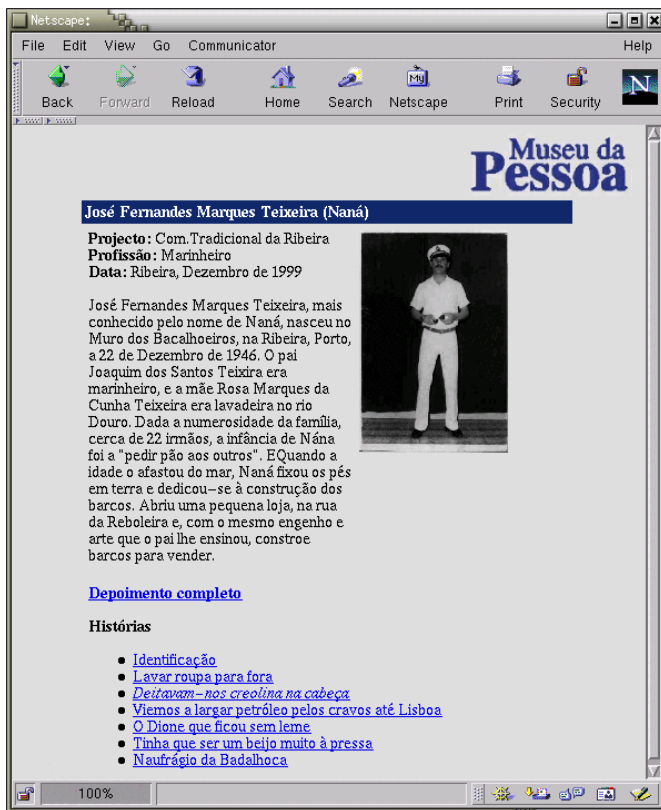 Netscape:
File Edit View Go Communicator Help
Back Forward Reload Home Search Netscape Print Security
My
N
Museu da
Pessoa
José Fernandes Marques Teixeira (Naná)
Projecto: Com.Tradicional da Ribeira
Profissão: Marinheiro
Data: Ribeira, Dezembro de 1999
José Fernandes Marques Teixeira, mais
conhecido pelo nome de Naná, nasceu no
Muro dos Bacalhoeiros, na Ribeira, Porto,
a 22 de Dezembro de 1946. O pai
Joaquim dos Santos Teixira era
marinheiro, e a mãe Rosa Marques da
Cunha Teixeira era lavadeira no rio
Douro. Dada a numerosidade da família,
cerca de 22 irmãos, a infância de Nána
foi a "pedir pão aos outros". EQuando a
idade o afastou do mar, Naná fixou os pés
em terra e dedicou-se à construção dos
barcos. Abriu uma pequena loja, na rua
da Reboleira e, com o mesmo engenho e
arte que o pai lhe ensinou, constroe
barcos para vender.
Depoimento completo
Histórias
Identificação
Lavar roupa para fora
Deitavam-nos creolina na cabeça
Viemos a largar petróleo pelos cravos até Lisboa
O Dione que ficou sem leme
Tinha que ser um beijo muito à pressa
Naufrágio da Badalhoca
100%